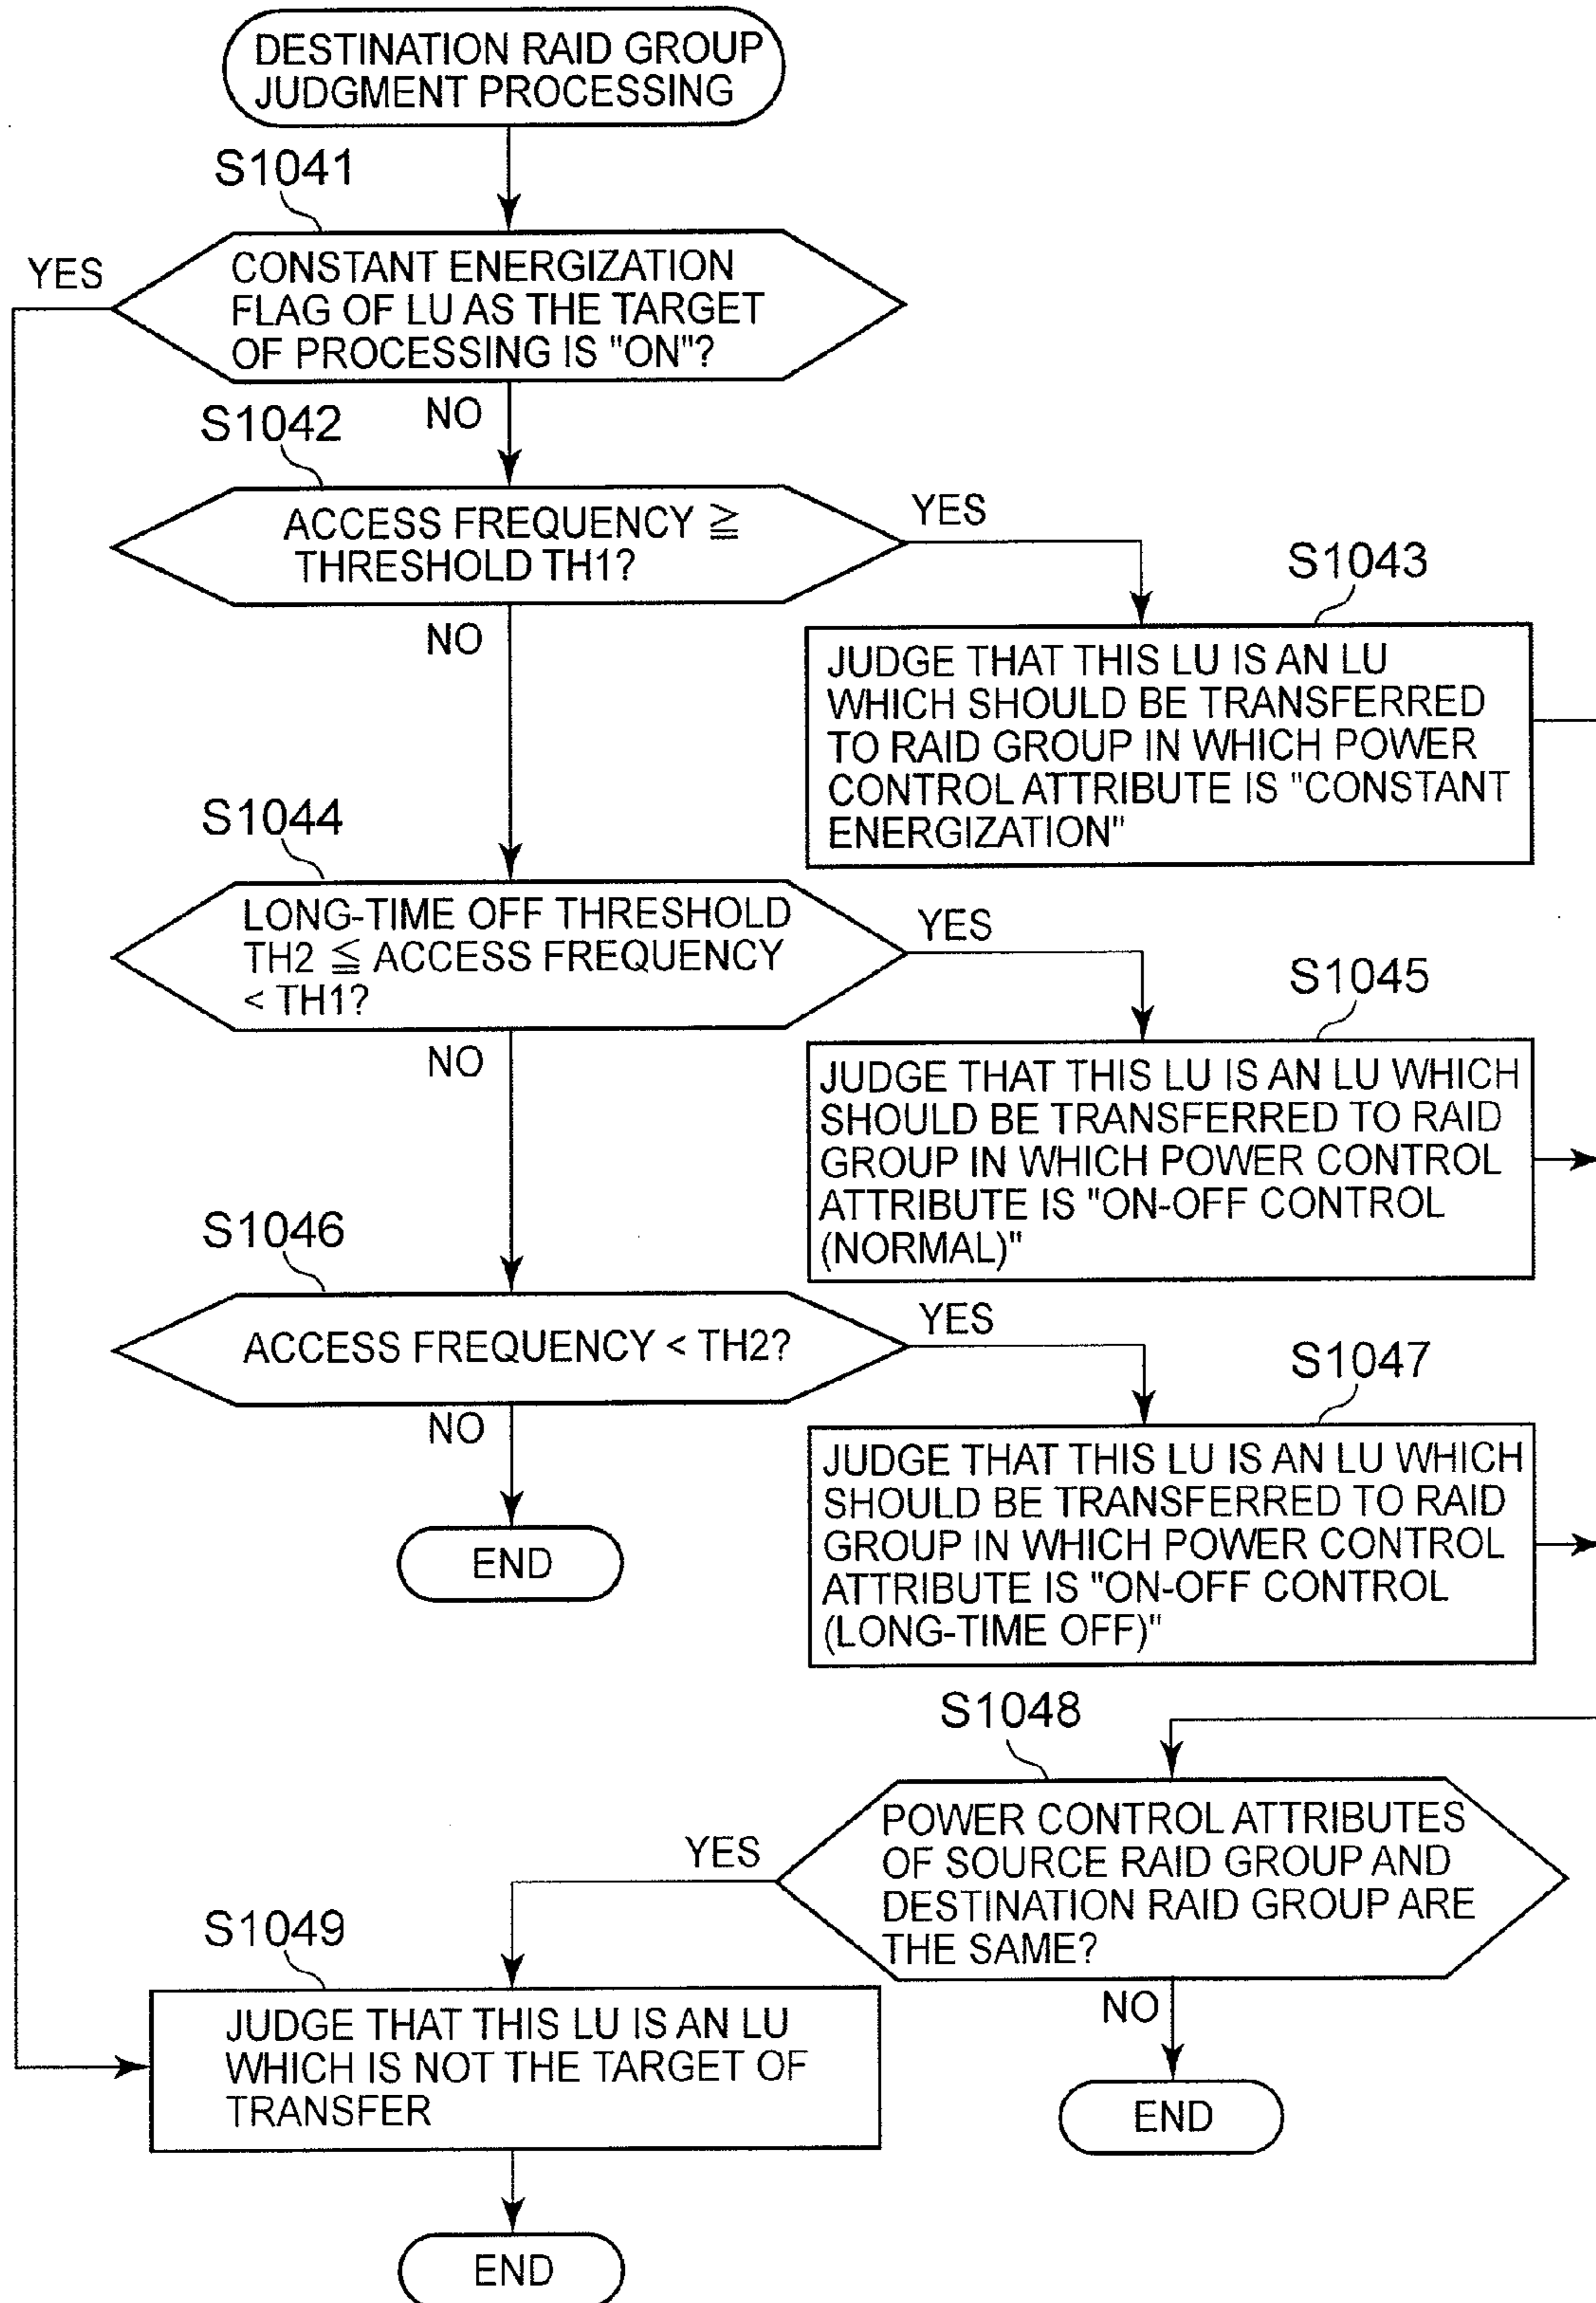 DESTINATION RAID GROUP
JUDGMENT PROCESSING
S1041
YES
CONSTANT ENERGIZATION
FLAG OF LU AS THE TARGET
OF PROCESSING IS "ON"?
NO
S1042
ACCESS FREQUENCY ≧
THRESHOLD TH1?
YES
NO
S1043
JUDGE THAT THIS LU IS AN LU
WHICH SHOULD BE TRANSFERRED
TO RAID GROUP IN WHICH POWER
CONTROL ATTRIBUTE IS "CONSTANT
ENERGIZATION"
S1044
LONG-TIME OFF THRESHOLD
TH2 ≦ ACCESS FREQUENCY
< TH1?
YES
NO
S1045
JUDGE THAT THIS LU IS AN LU WHICH
SHOULD BE TRANSFERRED TO RAID
GROUP IN WHICH POWER CONTROL
ATTRIBUTE IS "ON-OFF CONTROL
(NORMAL)"
S1046
ACCESS FREQUENCY < TH2?
YES
NO
END
S1047
JUDGE THAT THIS LU IS AN LU WHICH
SHOULD BE TRANSFERRED TO RAID
GROUP IN WHICH POWER CONTROL
ATTRIBUTE IS "ON-OFF CONTROL
(LONG-TIME OFF)"
S1048
POWER CONTROL ATTRIBUTES
OF SOURCE RAID GROUP AND
DESTINATION RAID GROUP ARE
THE SAME?
YES
NO
END
S1049
JUDGE THAT THIS LU IS AN LU
WHICH IS NOT THE TARGET OF
TRANSFER
END